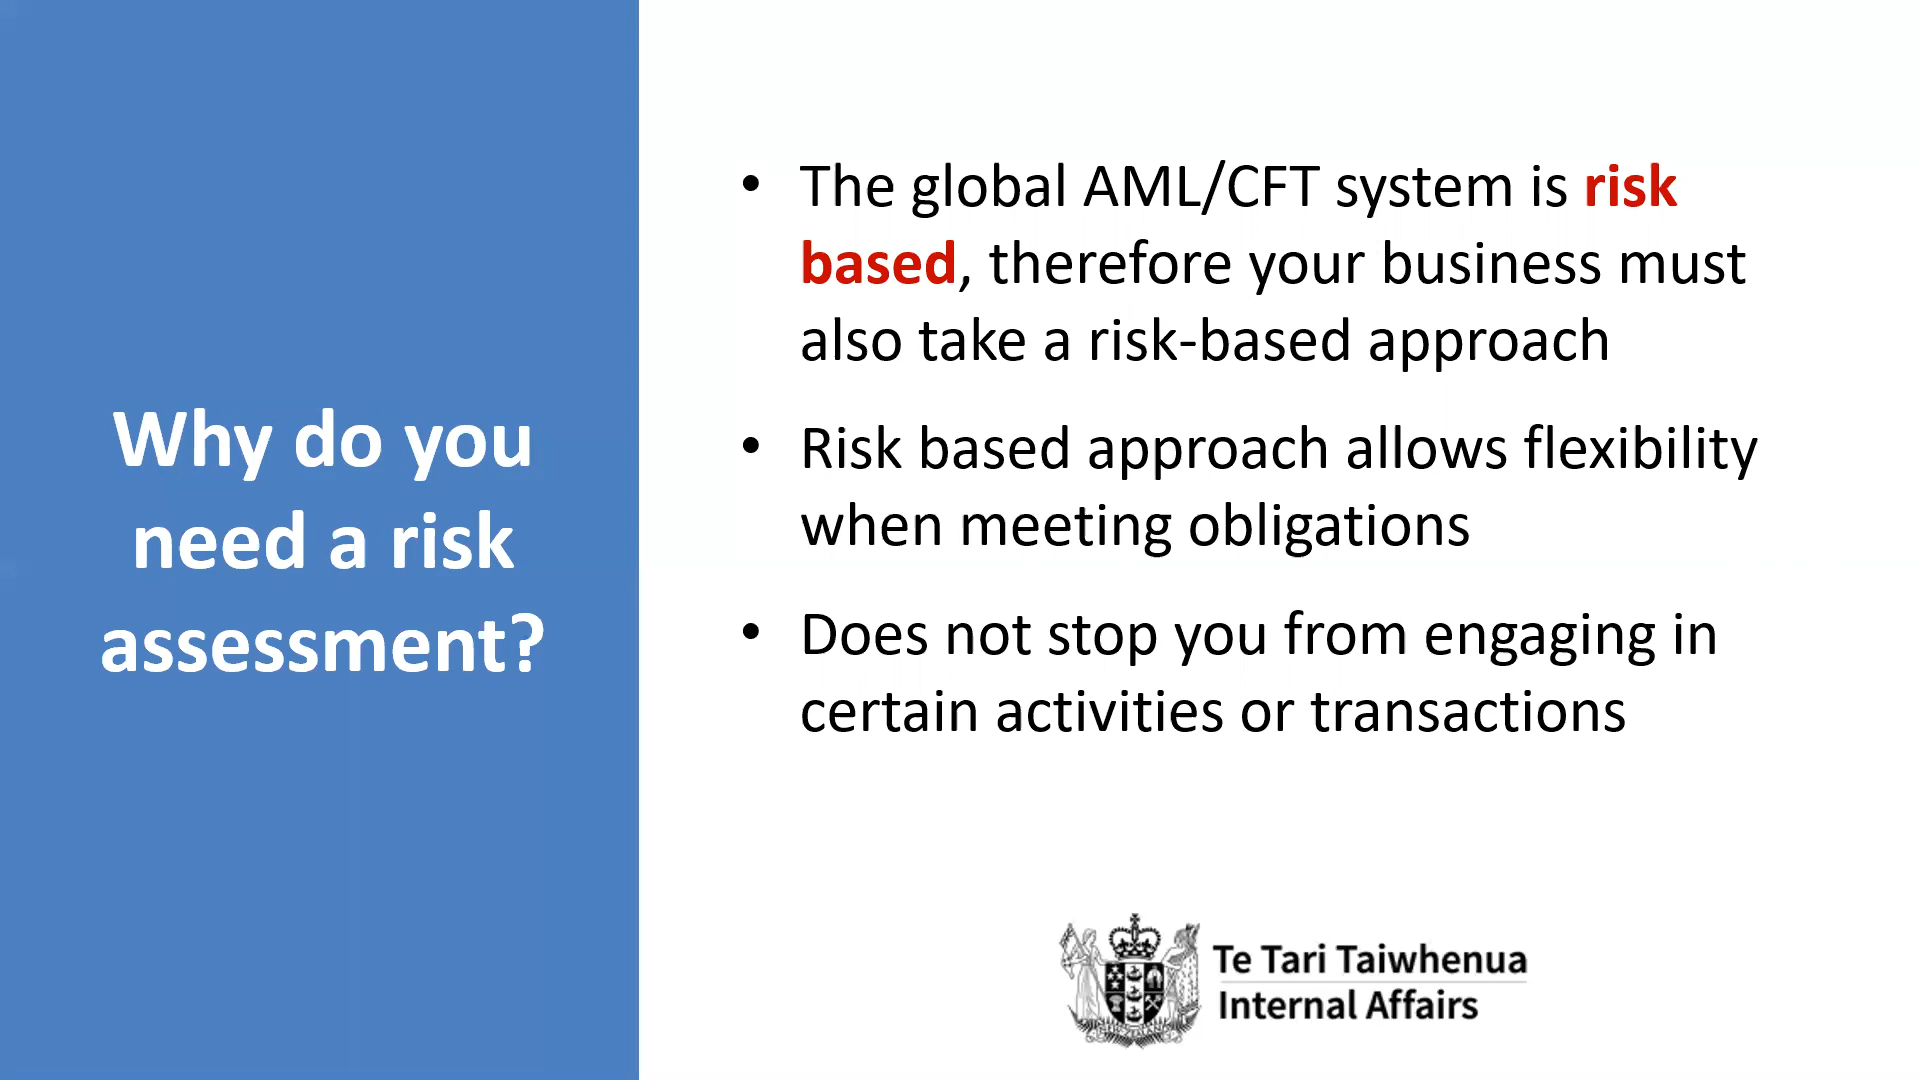 Why do you
need a risk
assessment?
• The global AML/CFT system is risk
based, therefore your business must
also take a risk-based approach
• Risk based approach allows flexibility
when meeting obligations
• Does not stop you from engaging in
certain activities or transactions
Te Tari Taiwhenua
Internal Affairs